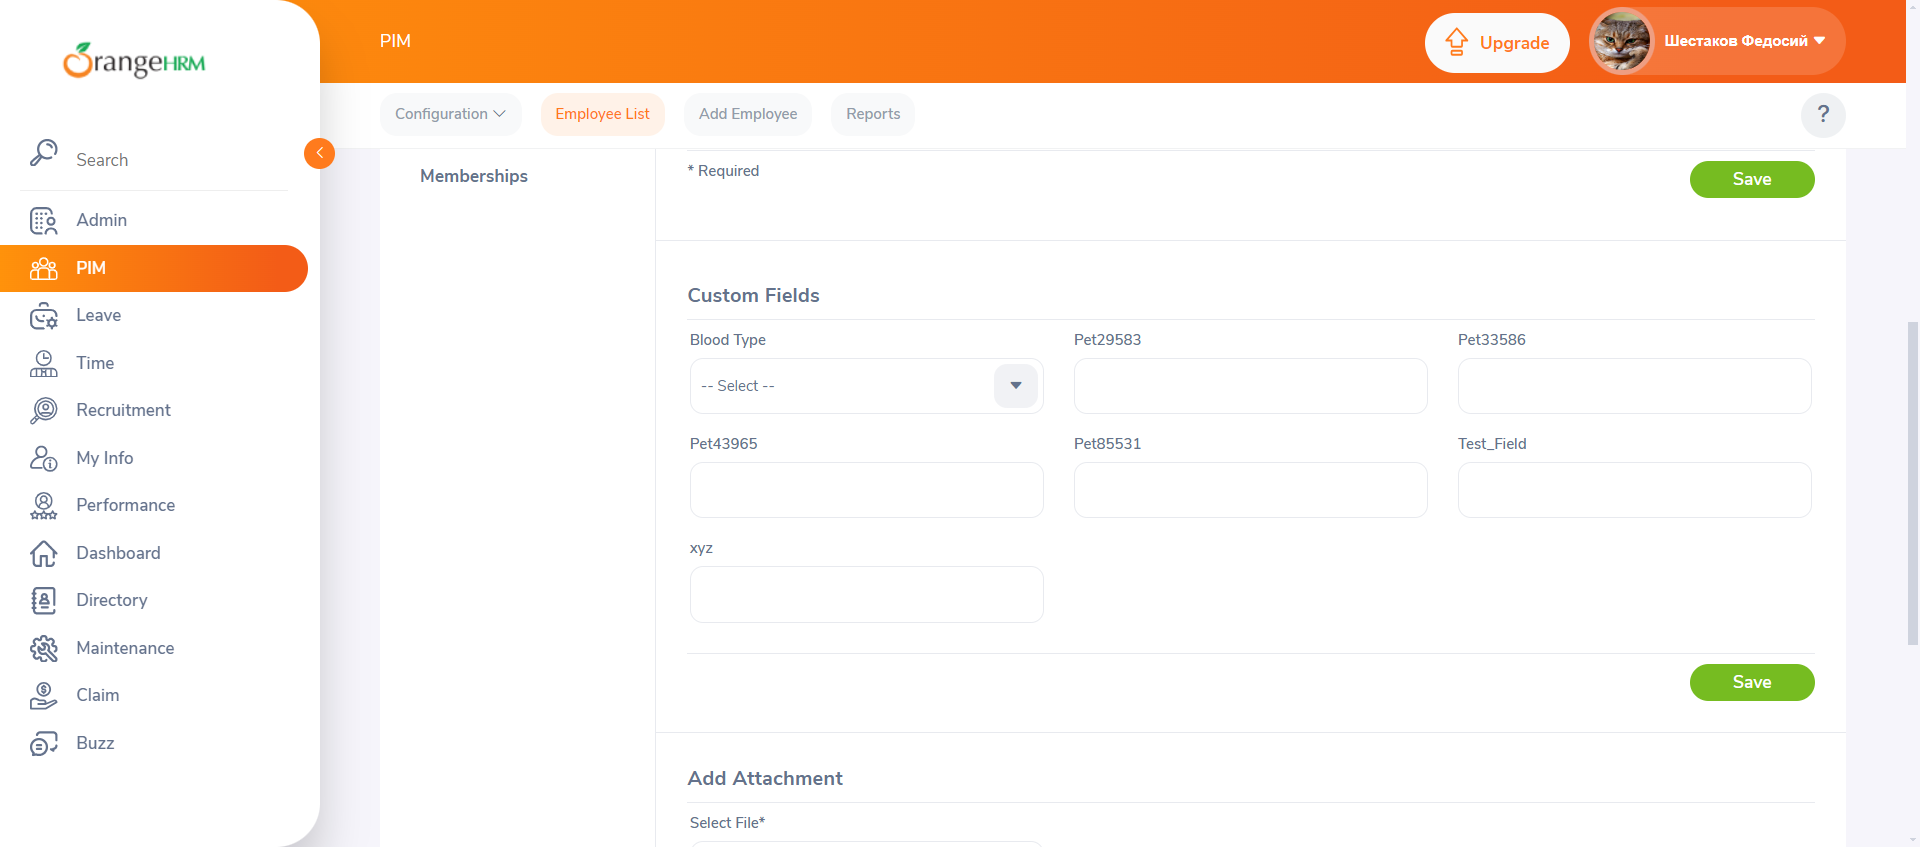 OrangeHRM
PIM
Upgrade
Шестаков Федосий
Configuration
Employee List
Add Employee
Reports
?
Search
Admin
PIM
Leave
Time
Recruitment
My Info
Performance
Dashboard
Directory
Maintenance
Claim
Buzz
Memberships
* Required
Save
Custom Fields
Blood Type
Pet29583
Pet33586
-- Select --
Pet43965
Pet85531
Test_Field
xyz
Save
Add Attachment
Select File*